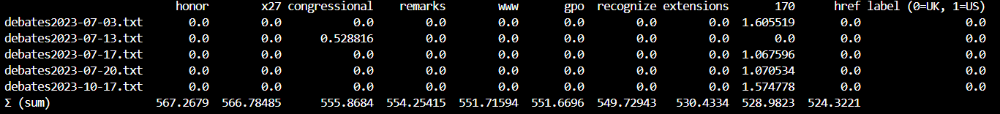 honor x27 congressional remarks www gpo recognize extensions 170 href label (0=UK, 1=US)
debates2023-07-03.txt 0.0 0.0 0.0 0.0 0.0 0.0 0.0 0.0 1.605519 0.0 0.0
debates2023-07-13.txt 0.0 0.0 0.528816 0.0 0.0 0.0 0.0 0.0 0.0 0.0 0.0
debates2023-07-17.txt 0.0 0.0 0.0 0.0 0.0 0.0 0.0 0.0 1.067596 0.0 0.0
debates2023-07-20.txt 0.0 0.0 0.0 0.0 0.0 0.0 0.0 0.0 1.070534 0.0 0.0
debates2023-10-17.txt 0.0 0.0 0.0 0.0 0.0 0.0 0.0 0.0 1.574778 0.0 0.0
Σ (sum) 567.2679 566.78485 555.8684 554.25415 551.71594 551.6696 549.72943 530.4334 528.9823 524.3221